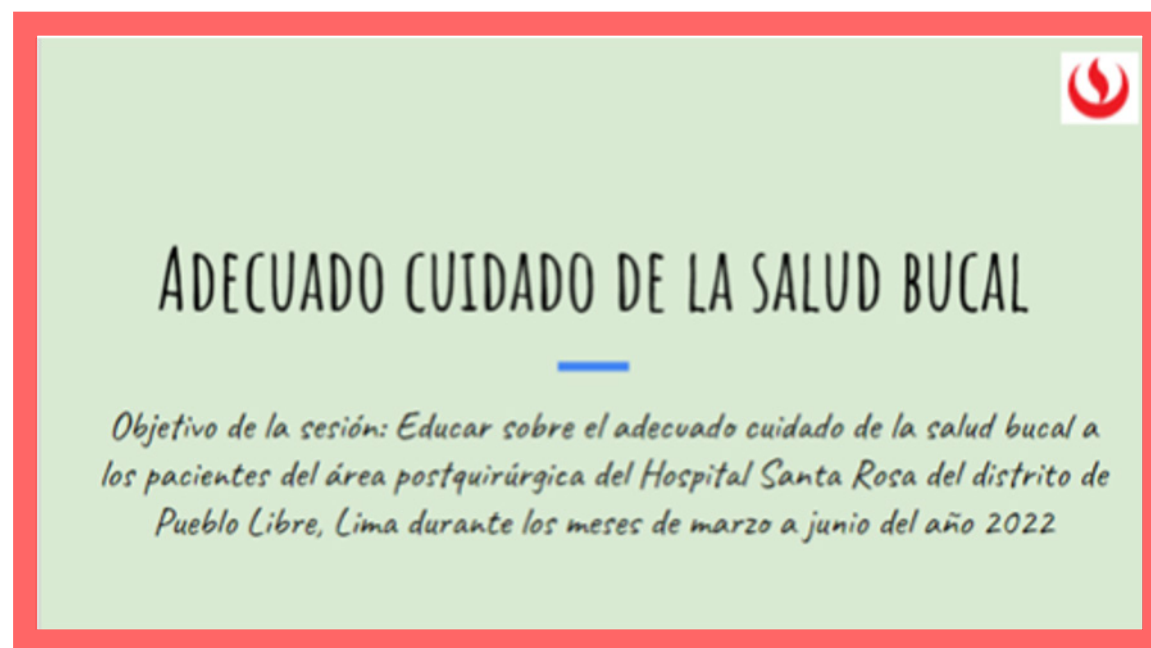 ADECUADO CUIDADO DE LA SALUD BUCAL
Objetivo de la sesión: Educar sobre el adecuado cuidado de la salud bucal a
los pacientes del área postquirúrgica del Hospital Santa Rosa del distrito de
Pueblo Libre, Lima durante los meses de marzo a junio del año 2022